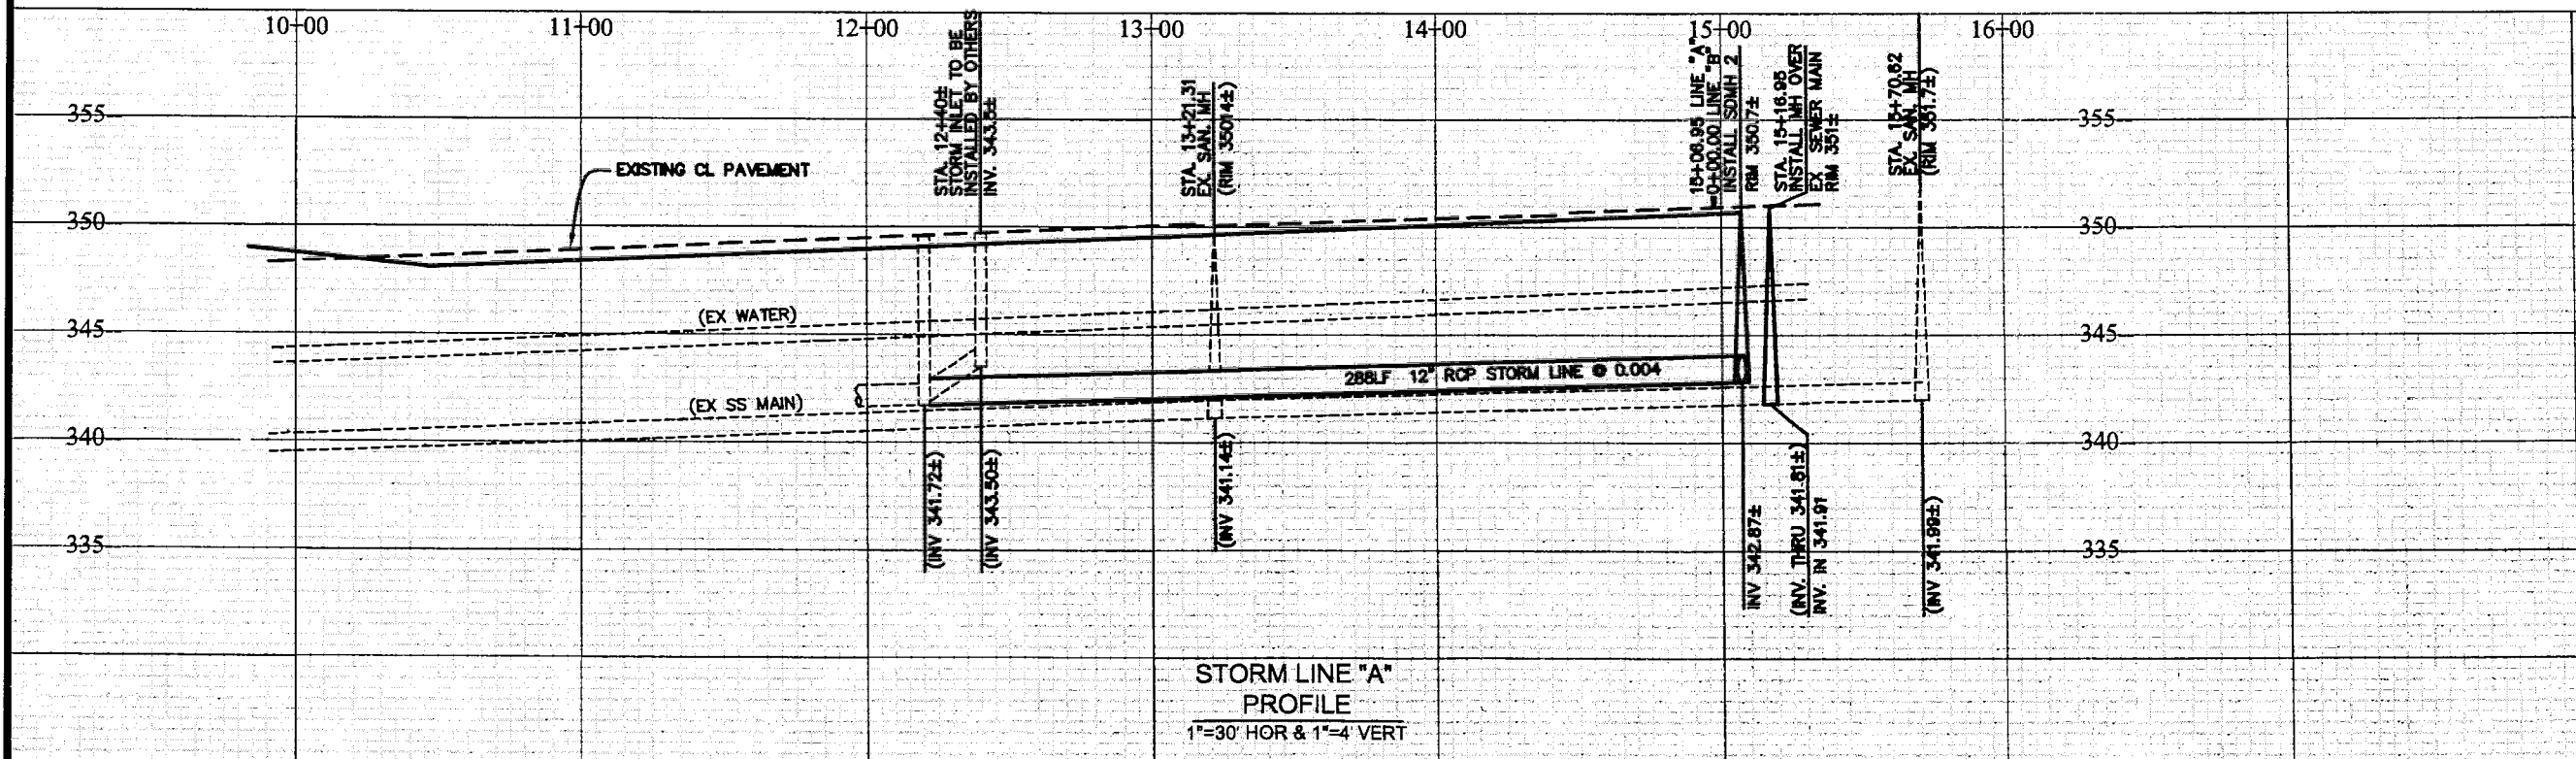 10+00
11+00
12+00
13+00
14+00
15+00
16+00
STA. 12+40±
STORM INLET TO BE
INSTALLED BY OTHERS
INV. 343.5±
STA. 13+21.31
EX. SAN. MH
(RIM 35014±)
15+06.95 LINE "A"
=0+00.00 LINE "B"
INSTALL SDMH 2
RIM 350.7±
STA. 15+16.95
INSTALL MH OVER
EX SEWER MAIN
RIM 351±
STA. 15+70.62
EX. SAN. MH
(RIM 351.7±)
355
355
EXISTING CL PAVEMENT
350
350
(EX WATER)
345
345
288LF 12" RCP STORM LINE @ 0.004
(EX SS MAIN)
340
340
(INV 341.72±)
(INV 343.50±)
(INV 341.14±)
INV 342.87±
(INV. THRU 341.81±)
INV. IN 341.91
(INV 341.99±)
335
335
STORM LINE "A"
PROFILE
1"=30' HOR & 1"=4' VERT